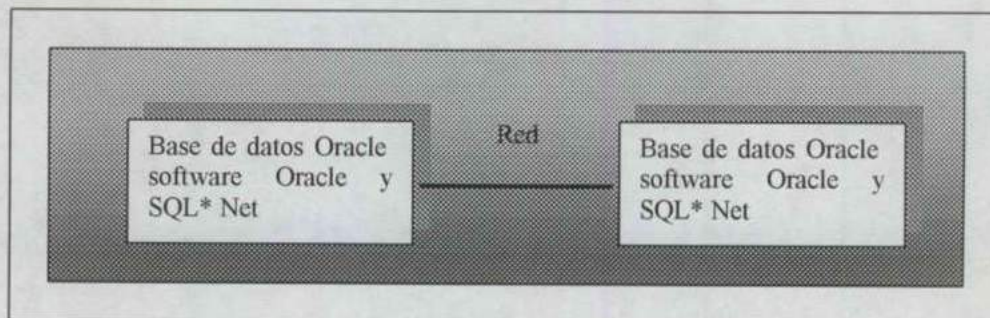 Base de datos Oracle
software Oracle y
SQL* Net
Red
Base de datos Oracle
software Oracle y
SQL* Net